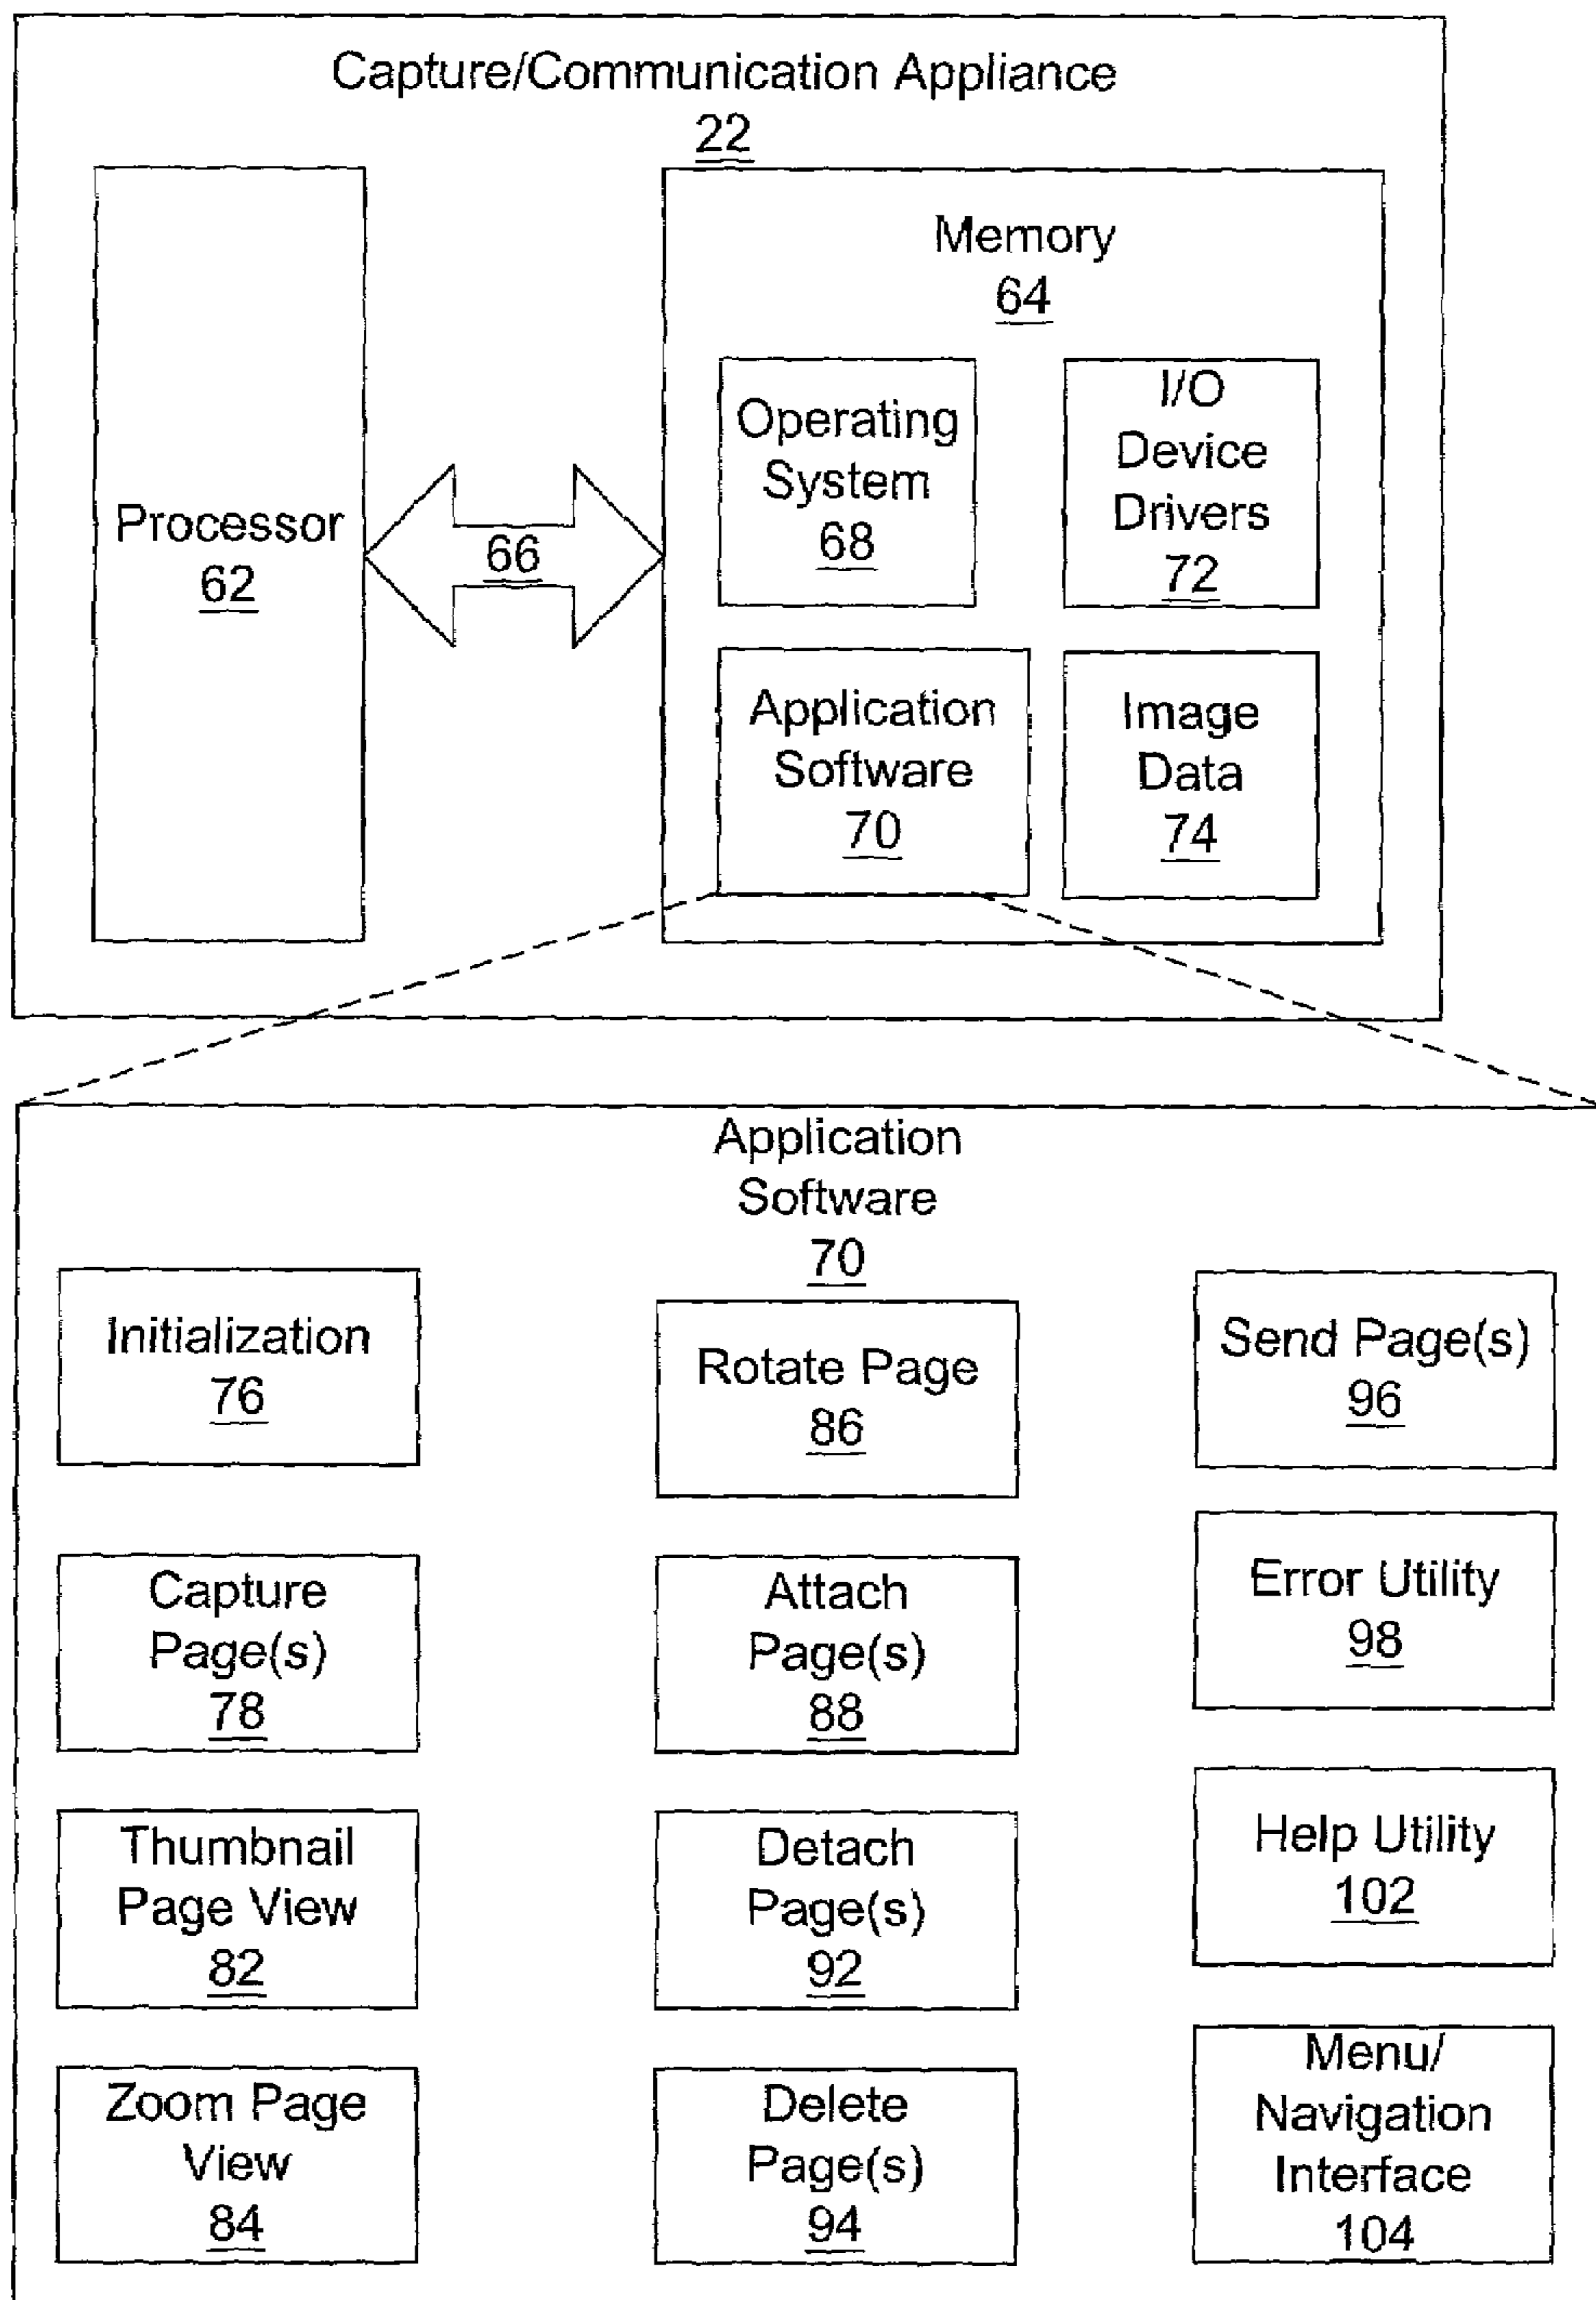 Capture/Communication Appliance
22
Processor
62
66
Memory
64
Operating
System
68
I/O
Device
Drivers
72
Application
Software
70
Image
Data
74
Application
Software
70
Initialization
76
Capture
Page(s)
78
Thumbnail
Page View
82
Zoom Page
View
84
Rotate Page
86
Attach
Page(s)
88
Detach
Page(s)
92
Delete
Page(s)
94
Send Page(s)
96
Error Utility
98
Help Utility
102
Menu/
Navigation
Interface
104